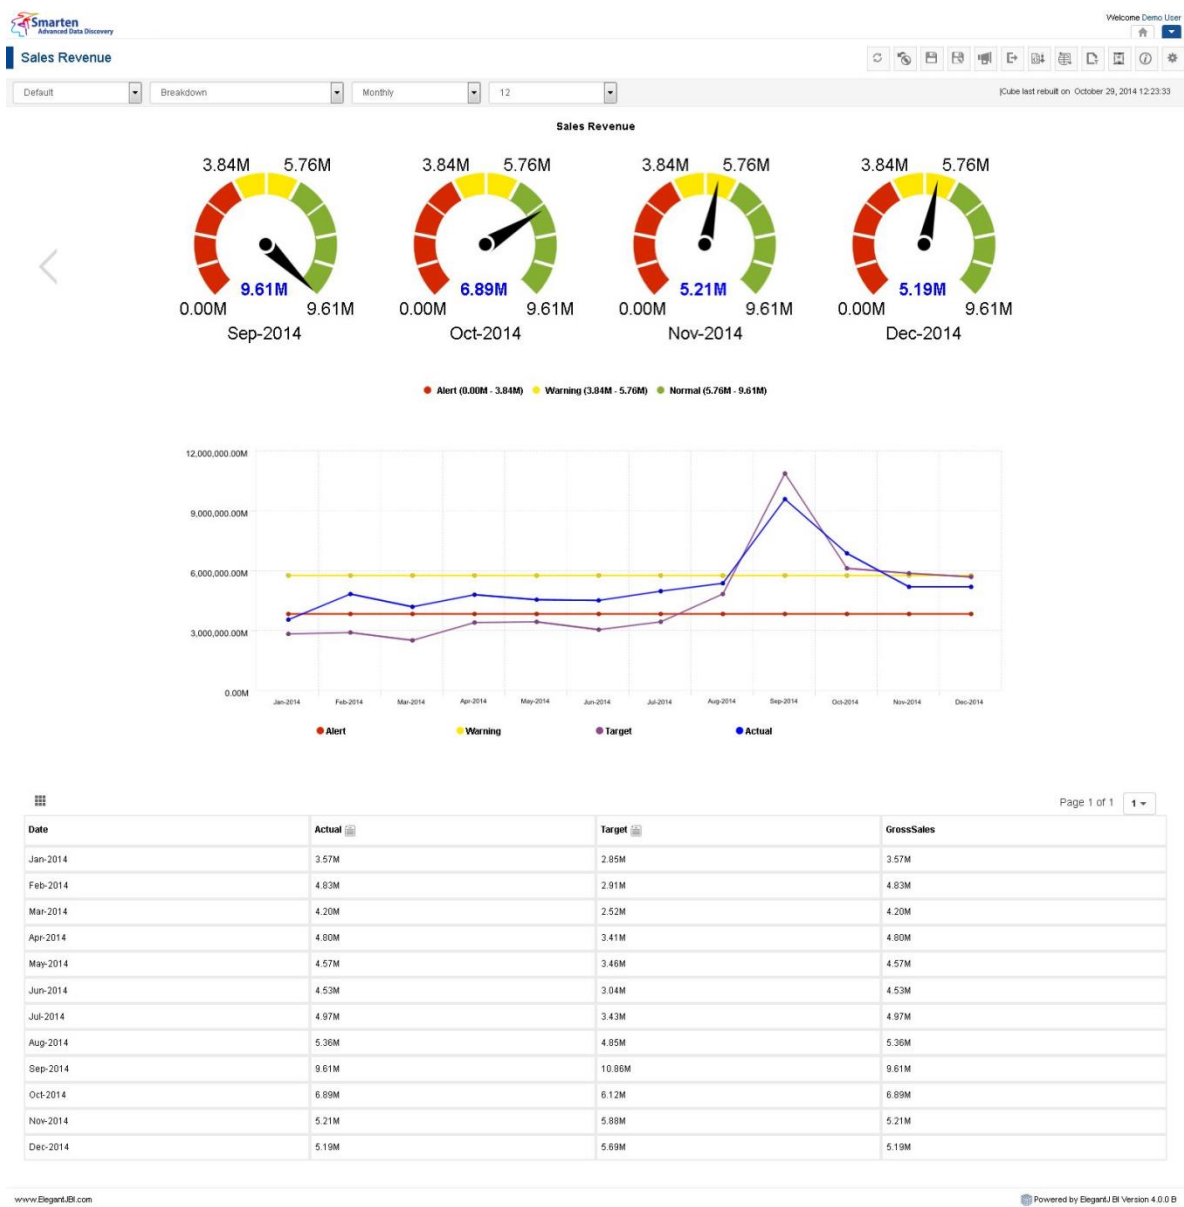 Smarten
Advanced Data Discovery
Welcome Demo User
Sales Revenue
Default Breakdown Monthly 12 |Cube last rebuilt on October 29, 2014 12:23:33
Sales Revenue
3.84M 5.76M 3.84M 5.76M 3.84M 5.76M 3.84M 5.76M
9.61M 6.89M 5.21M 5.19M
0.00M 9.61M 0.00M 9.61M 0.00M 9.61M 0.00M 9.61M
Sep-2014 Oct-2014 Nov-2014 Dec-2014
Alert (0.00M - 3.84M) Warning (3.84M - 5.76M) Normal (5.76M - 9.61M)
12,000,000.00M
9,000,000.00M
6,000,000.00M
3,000,000.00M
0.00M
Jan-2014 Feb-2014 Mar-2014 Apr-2014 May-2014 Jun-2014 Jul-2014 Aug-2014 Sep-2014 Oct-2014 Nov-2014 Dec-2014
Alert Warning Target Actual
Page 1 of 1 1
Date Actual Target GrossSales
Jan-2014 3.57M 2.85M 3.57M
Feb-2014 4.83M 2.91M 4.83M
Mar-2014 4.20M 2.52M 4.20M
Apr-2014 4.80M 3.41M 4.80M
May-2014 4.57M 3.46M 4.57M
Jun-2014 4.53M 3.04M 4.53M
Jul-2014 4.97M 3.43M 4.97M
Aug-2014 5.36M 4.85M 5.36M
Sep-2014 9.61M 10.86M 9.61M
Oct-2014 6.89M 6.12M 6.89M
Nov-2014 5.21M 5.88M 5.21M
Dec-2014 5.19M 5.69M 5.19M
www.ElegantJBI.com Powered by ElegantJ BI Version 4.0.0 B